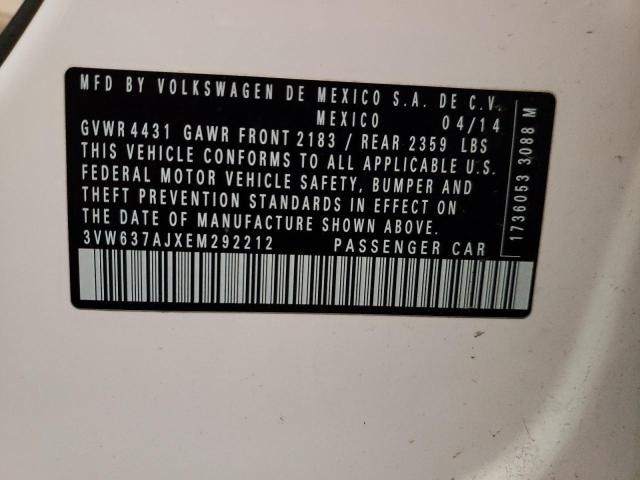 MFD BY VOLKSWAGEN DE MEXICO S.A. DE C.V.
MEXICO 04/14
GVWR 4431 GAWR FRONT 2183 / REAR 2359 LBS
THIS VEHICLE CONFORMS TO ALL APPLICABLE U.S.
FEDERAL MOTOR VEHICLE SAFETY, BUMPER AND
THEFT PREVENTION STANDARDS IN EFFECT ON
THE DATE OF MANUFACTURE SHOWN ABOVE.
3VW637AJXEM292212 PASSENGER CAR
1736053 3088 M